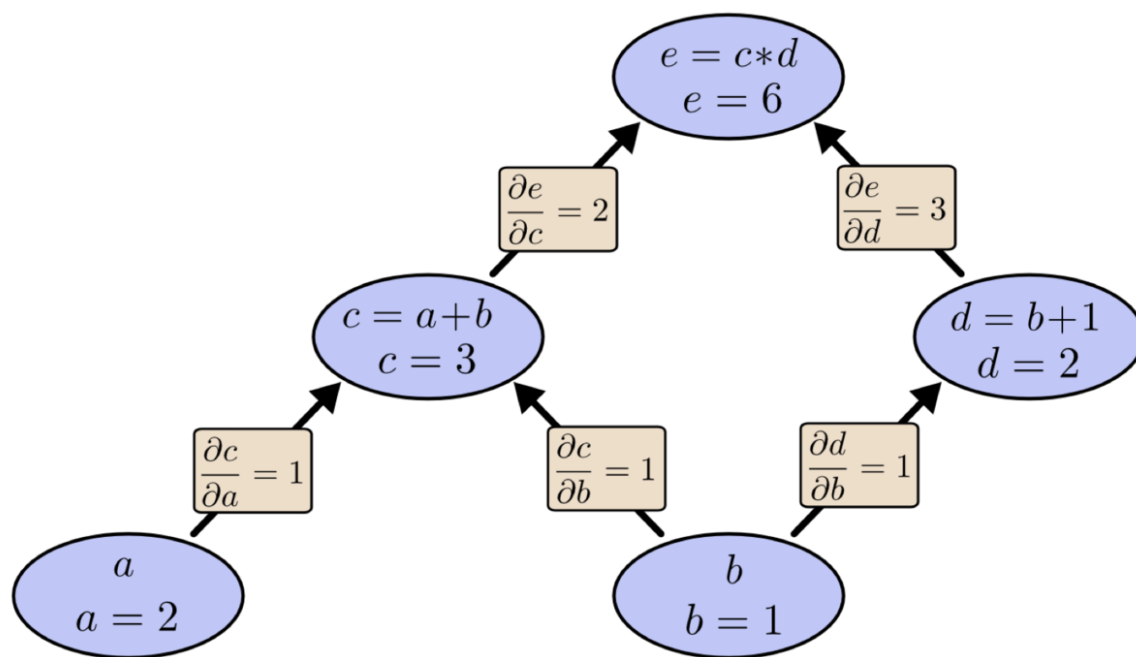 e = c*d
e = 6
∂e/∂c = 2
∂e/∂d = 3
c = a+b
c = 3
d = b+1
d = 2
∂c/∂a = 1
∂c/∂b = 1
∂d/∂b = 1
a
a = 2
b
b = 1